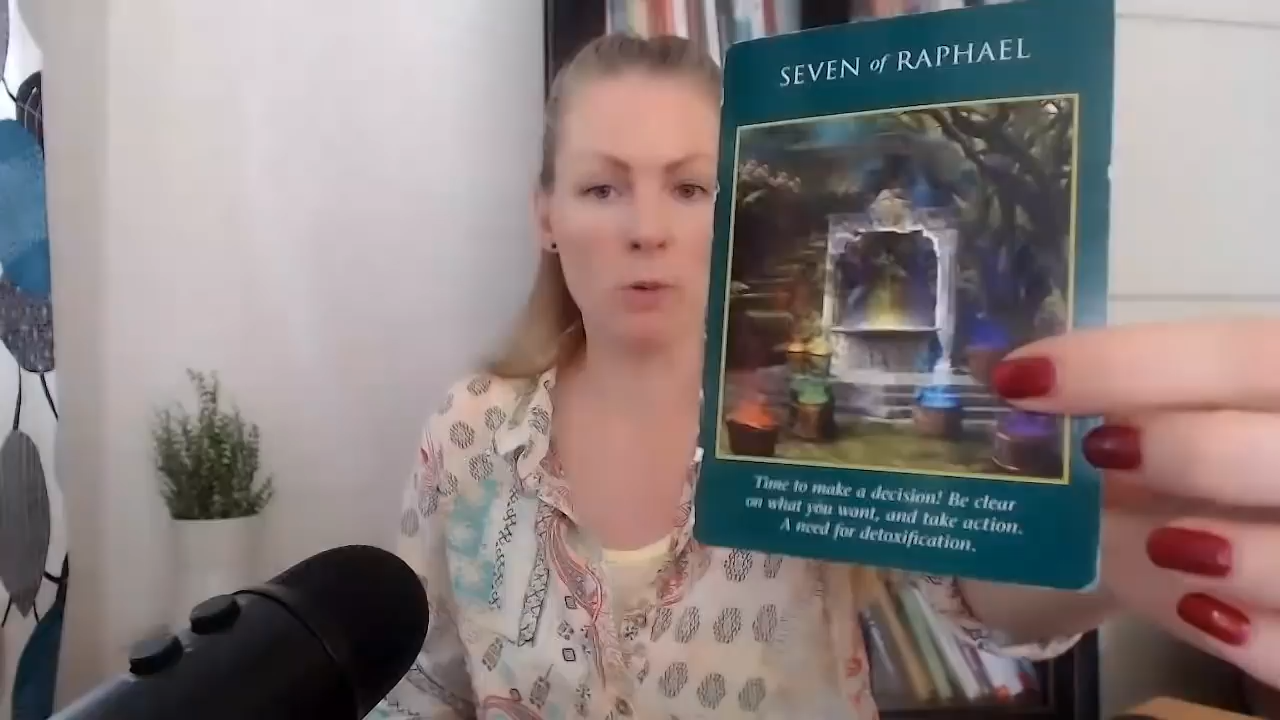 SEVEN of RAPHAEL
Time to make a decision! Be clear
on what you want, and take action.
A need for detoxification.